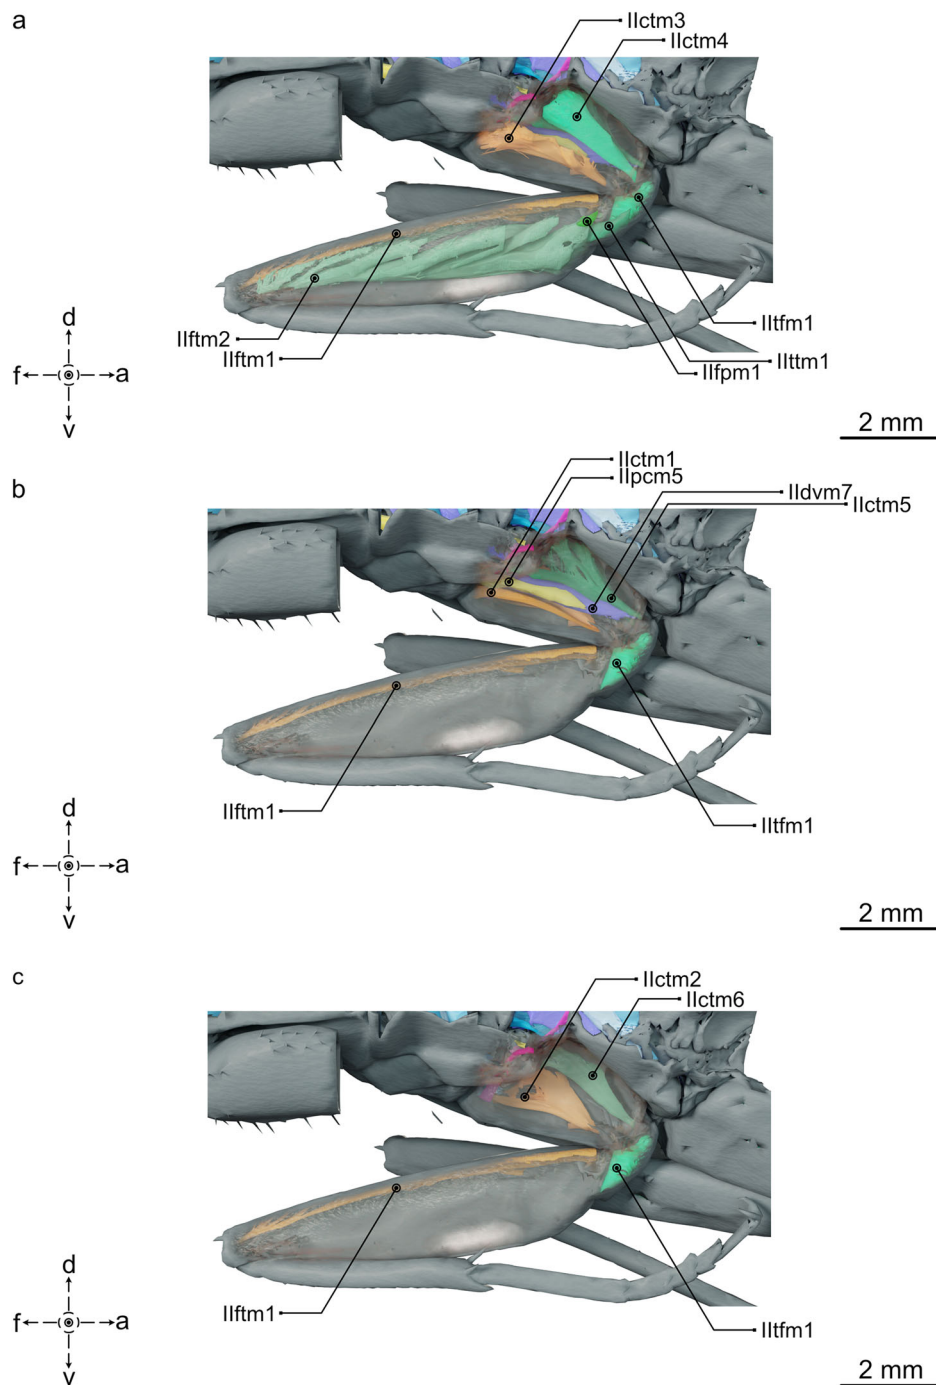 a
IIctm3
IIctm4
IIftm2
IIftm1
IItfm1
IIttm1
IIfpm1
d
f a
v
2 mm
b
IIctm1
IIpcm5
IIdvm7
IIctm5
IIftm1
IItfm1
d
f a
v
2 mm
c
IIctm2
IIctm6
IIftm1
IItfm1
d
f a
v
2 mm